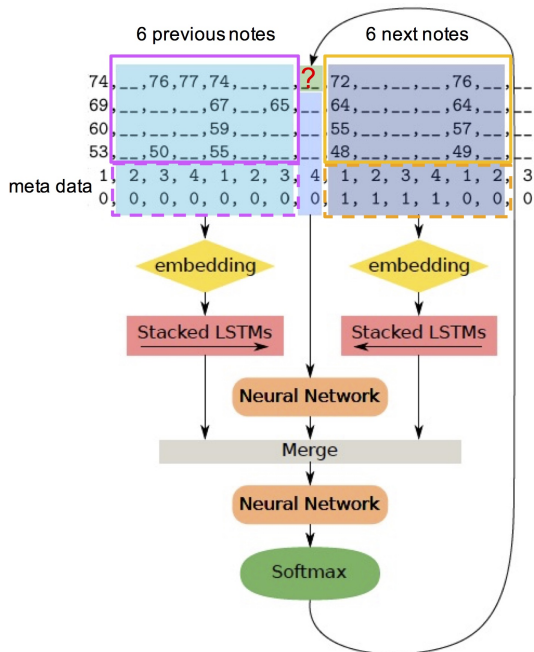 6 previous notes 6 next notes
74,__,76,77,74,__,__,?,72,__,__,__,76,__,__
69,__,__,__,67,__,65,__,64,__,__,__,64,__,__
60,__,__,__,59,__,__,__,55,__,__,__,57,__,__
53,__,50,__,55,__,__,__,48,__,__,__,49,__,__
meta data 1, 2, 3, 4, 1, 2, 3, 4, 1, 2, 3, 4, 1, 2, 3
0, 0, 0, 0, 0, 0, 0, 0, 1, 1, 1, 1, 0, 0, 0
embedding embedding
Stacked LSTMs Stacked LSTMs
Neural Network
Merge
Neural Network
Softmax